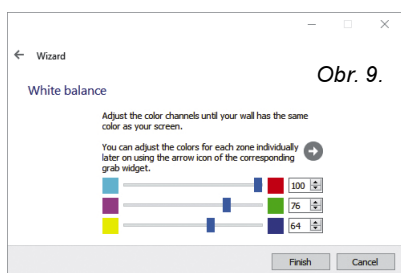 Wizard
Obr. 9.
White balance
Adjust the color channels until your wall has the same
color as your screen.
You can adjust the colors for each zone individually
later on using the arrow icon of the corresponding
grab widget.
100
76
64
Finish Cancel